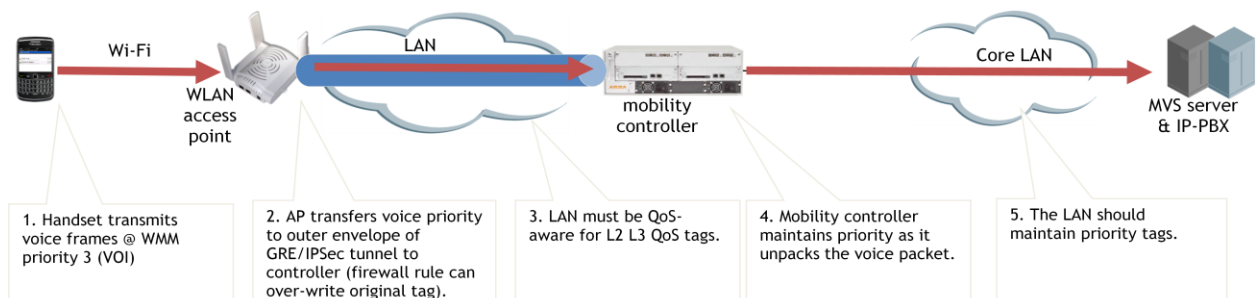 Wi-Fi
LAN
Core LAN
WLAN
access
point
mobility
controller
MVS server
& IP-PBX
1. Handset transmits
voice frames @ WMM
priority 3 (VOI)
2. AP transfers voice priority
to outer envelope of
GRE/IPSec tunnel to
controller (firewall rule can
over-write original tag).
3. LAN must be QoS-
aware for L2 L3 QoS tags.
4. Mobility controller
maintains priority as it
unpacks the voice packet.
5. The LAN should
maintain priority tags.